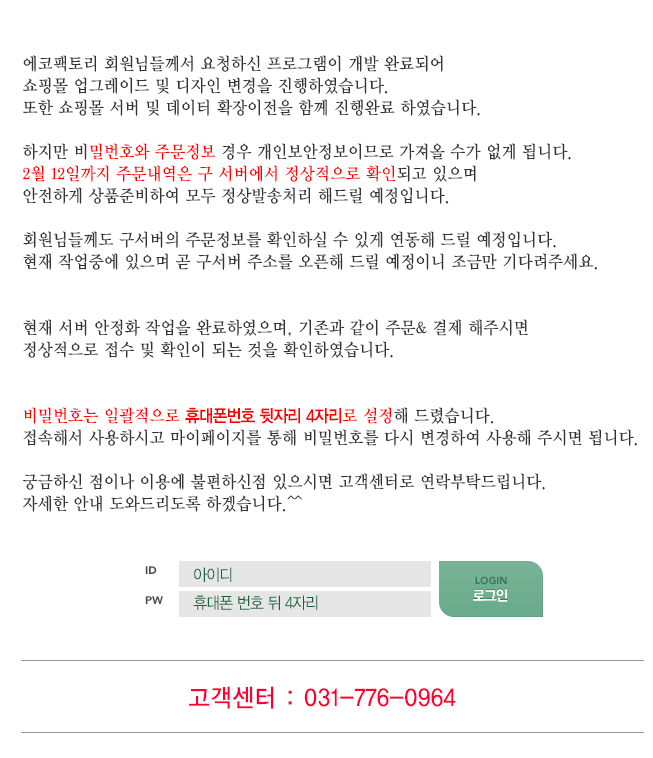 에코팩토리 회원님들께서 요청하신 프로그램이 개발 완료되어
쇼핑몰 업그레이드 및 디자인 변경을 진행하였습니다.
또한 쇼핑몰 서버 및 데이터 확장이전을 함께 진행완료 하였습니다.
하지만 비밀번호와 주문정보 경우 개인보안정보이므로 가져올 수가 없게 됩니다.
2월 12일까지 주문내역은 구 서버에서 정상적으로 확인되고 있으며
안전하게 상품준비하여 모두 정상발송처리 해드릴 예정입니다.
회원님들께도 구서버의 주문정보를 확인하실 수 있게 연동해 드릴 예정입니다.
현재 작업중에 있으며 곧 구서버 주소를 오픈해 드릴 예정이니 조금만 기다려주세요.
현재 서버 안정화 작업을 완료하였으며, 기존과 같이 주문& 결제 해주시면
정상적으로 접수 및 확인이 되는 것을 확인하였습니다.
비밀번호는 일괄적으로 휴대폰번호 뒷자리 4자리로 설정해 드렸습니다.
접속해서 사용하시고 마이페이지를 통해 비밀번호를 다시 변경하여 사용해 주시면 됩니다.
궁금하신 점이나 이용에 불편하신점 있으시면 고객센터로 연락부탁드립니다.
자세한 안내 도와드리도록 하겠습니다.^^
ID 아이디
PW 휴대폰 번호 뒤 4자리
LOGIN
로그인
고객센터 : 031-776-0964